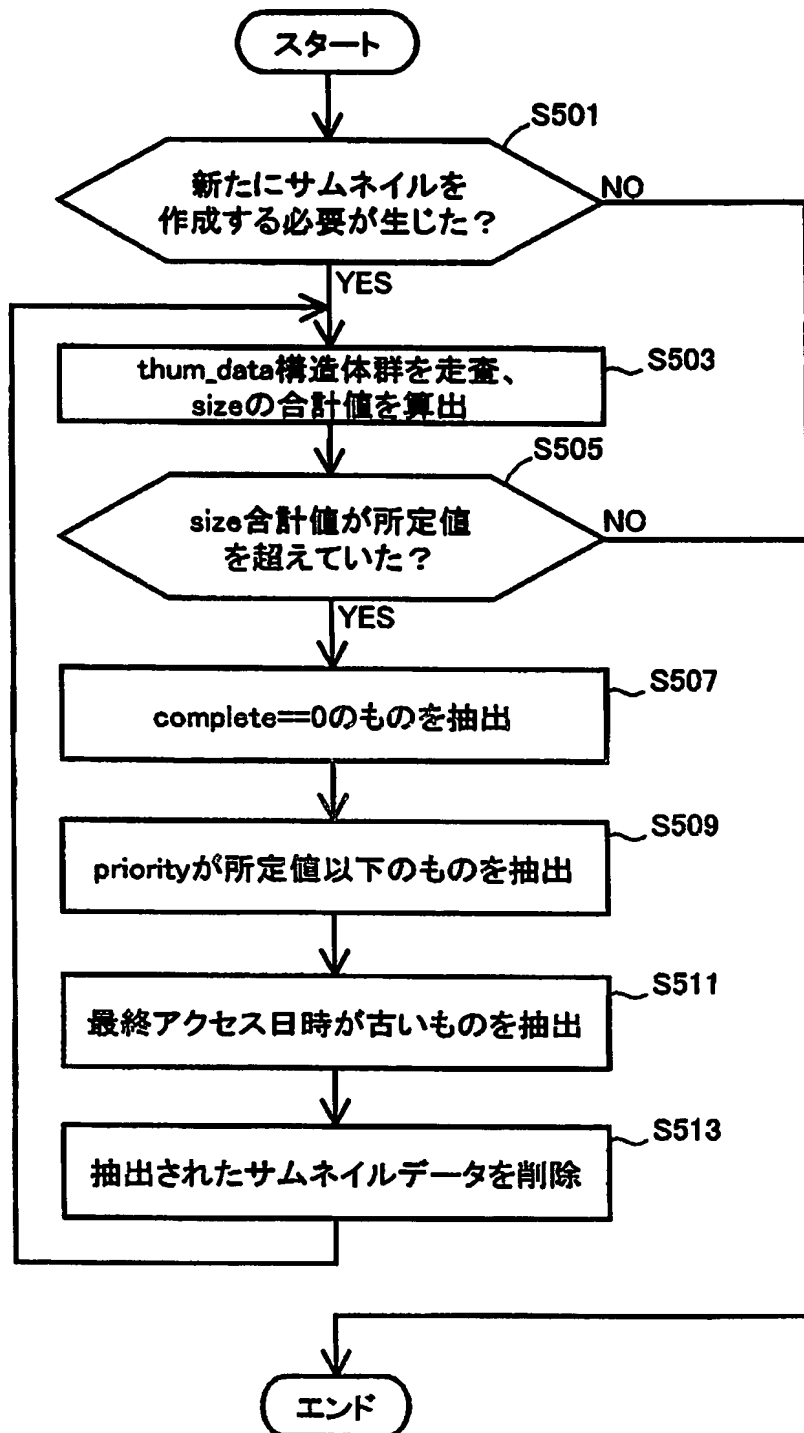 スタート
S501
新たにサムネイルを
作成する必要が生じた？
NO
YES
S503
thum_data構造体群を走査、
sizeの合計値を算出
S505
size合計値が所定値
を超えていた？
NO
YES
S507
complete==0のものを抽出
S509
priorityが所定値以下のものを抽出
S511
最終アクセス日時が古いものを抽出
S513
抽出されたサムネイルデータを削除
エンド